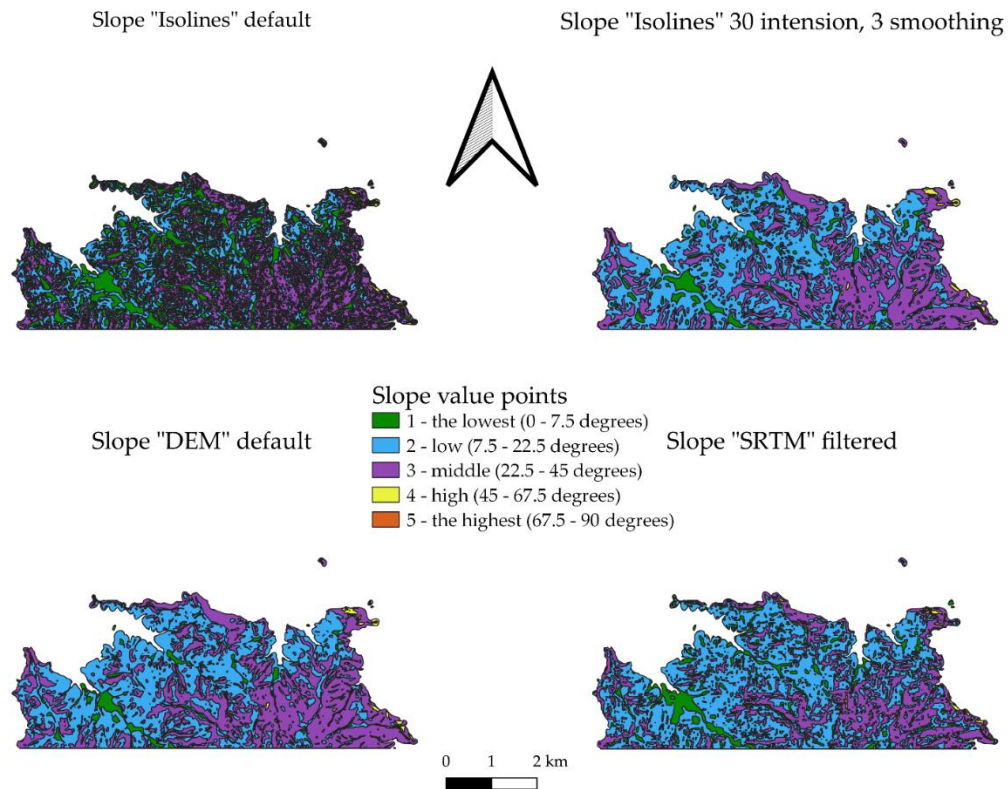 Slope "Isolines" default
Slope "Isolines" 30 intension, 3 smoothing
Slope value points
1 - the lowest (0 - 7.5 degrees)
2 - low (7.5 - 22.5 degrees)
3 - middle (22.5 - 45 degrees)
4 - high (45 - 67.5 degrees)
5 - the highest (67.5 - 90 degrees)
Slope "DEM" default
Slope "SRTM" filtered
0 1 2 km